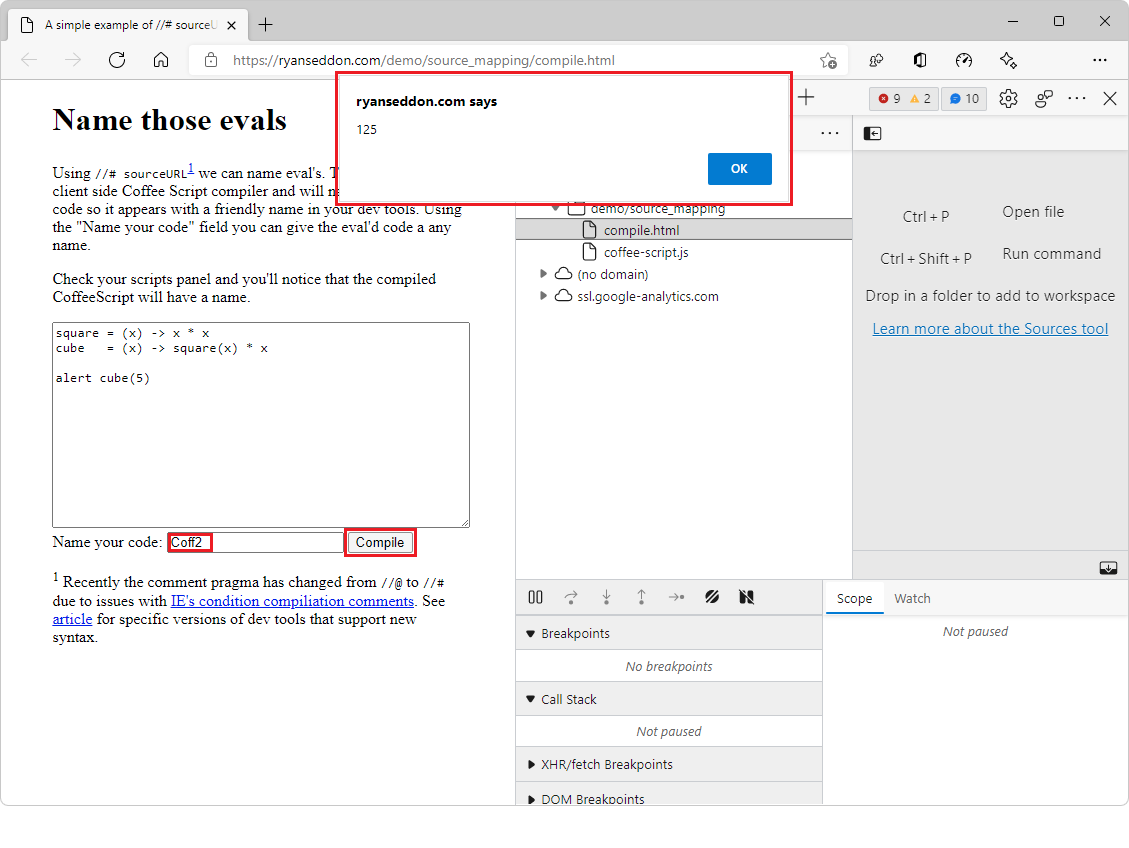 A simple example of //# sourceU
https://ryanseddon.com/demo/source_mapping/compile.html
ryanseddon.com says
125
OK
9 2 10
Name those evals
Using //# sourceURL1 we can name eval's. T
client side Coffee Script compiler and will n
code so it appears with a friendly name in your dev tools. Using
the "Name your code" field you can give the eval'd code a any
name.
Check your scripts panel and you'll notice that the compiled
CoffeeScript will have a name.
square = (x) -> x * x
cube = (x) -> square(x) * x
alert cube(5)
Name your code: Coff2 Compile
1 Recently the comment pragma has changed from //@ to //#
due to issues with IE's condition compiliation comments. See
article for specific versions of dev tools that support new
syntax.
demo/source_mapping
compile.html
coffee-script.js
(no domain)
ssl.google-analytics.com
Ctrl + P Open file
Ctrl + Shift + P Run command
Drop in a folder to add to workspace
Learn more about the Sources tool
Breakpoints
No breakpoints
Call Stack
Not paused
XHR/fetch Breakpoints
DOM Breakpoints
Scope Watch
Not paused